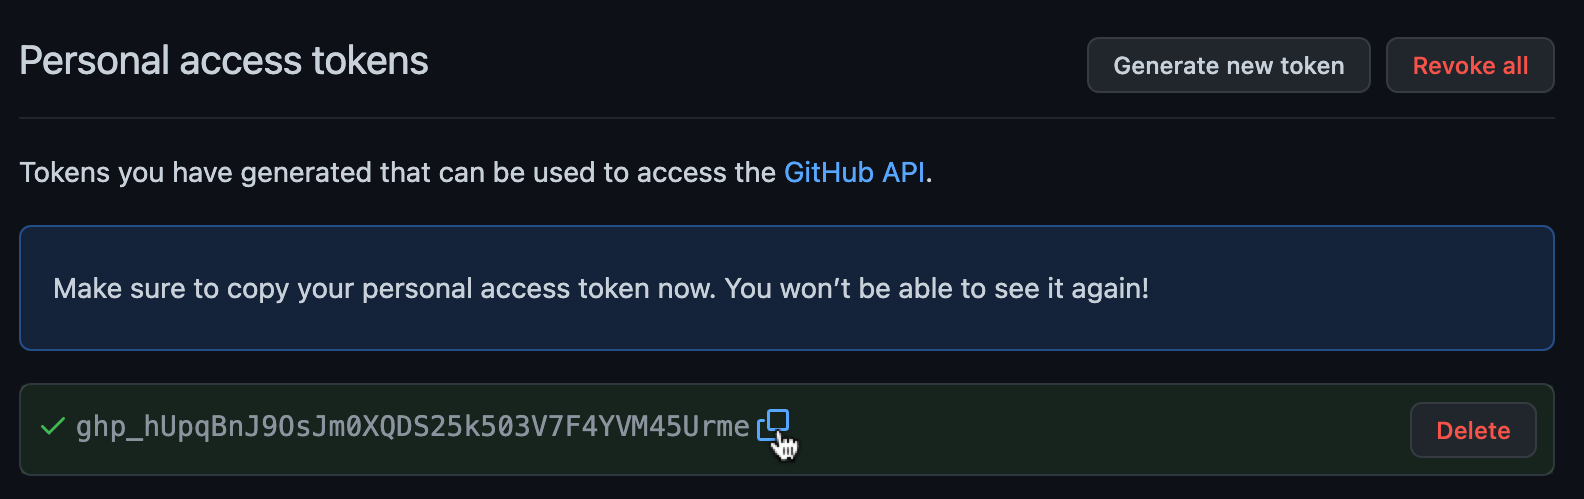 Personal access tokens
Generate new token
Revoke all
Tokens you have generated that can be used to access the GitHub API.
Make sure to copy your personal access token now. You won’t be able to see it again!
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
Delete